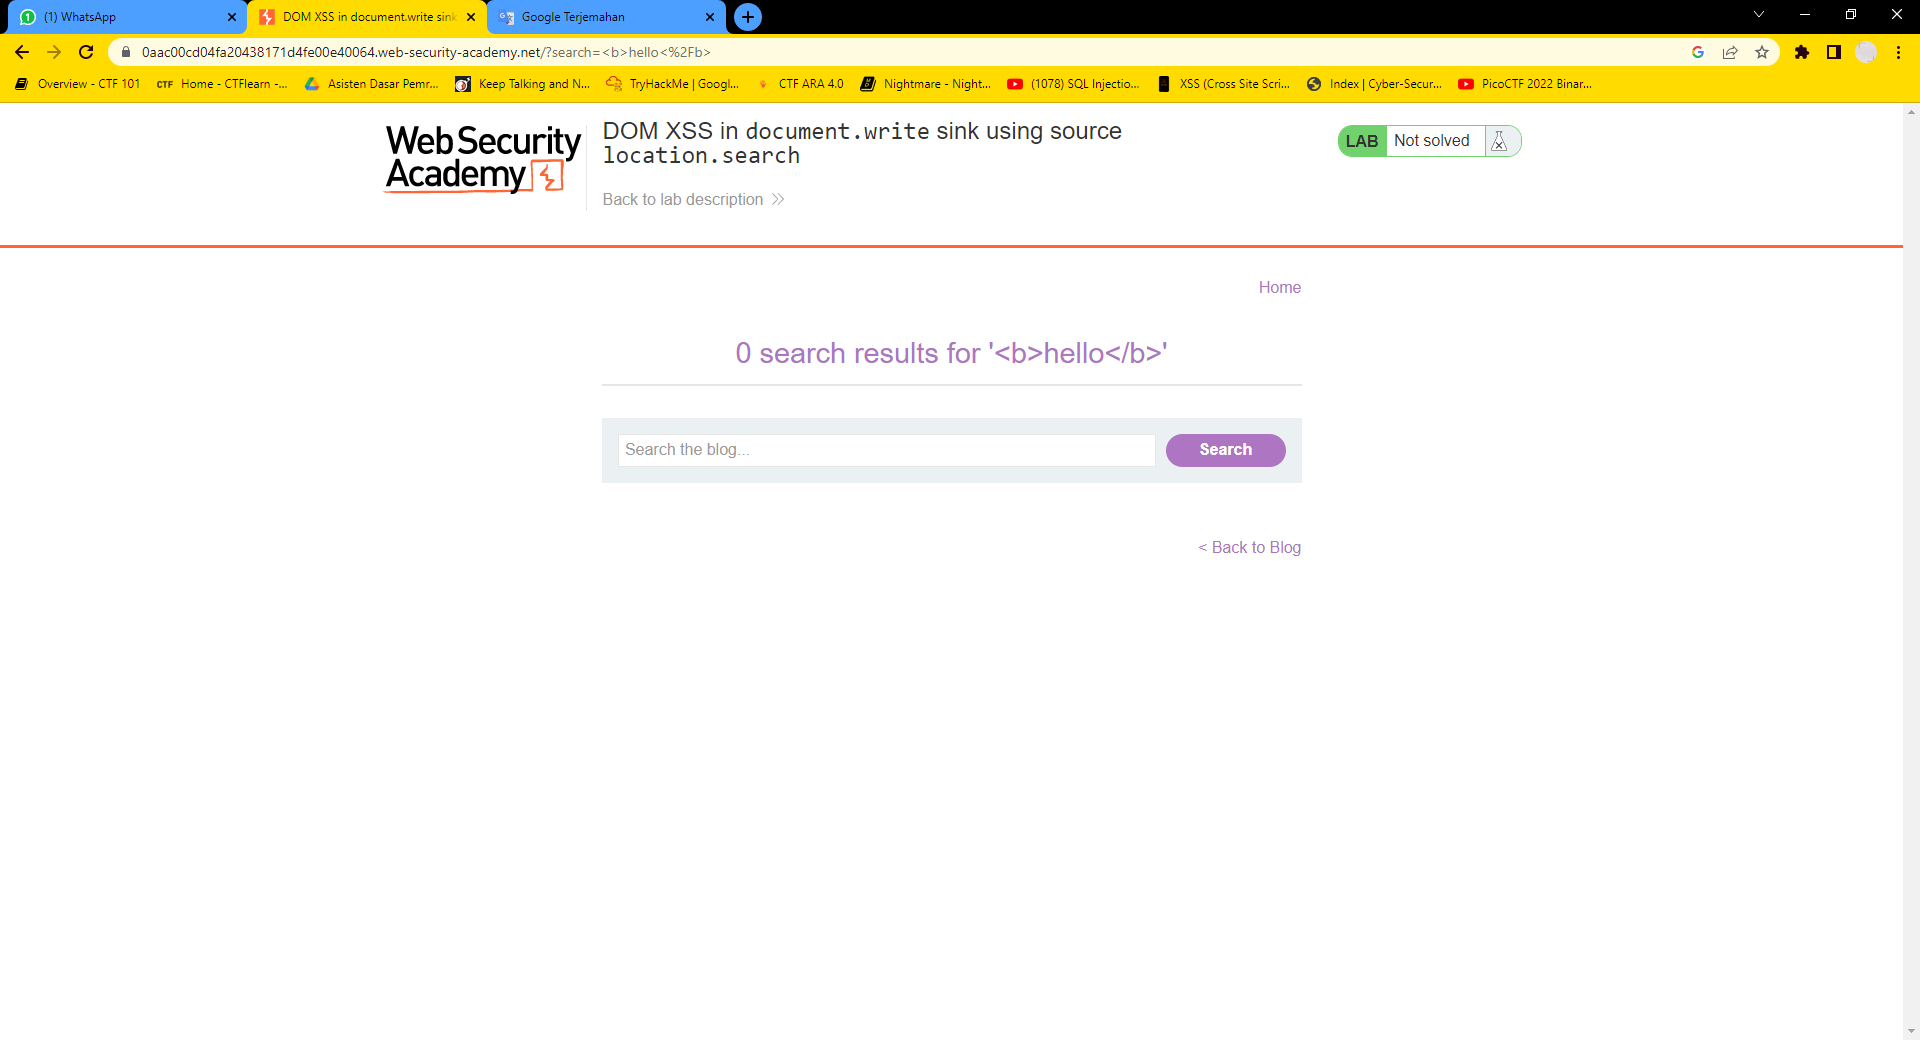 (1) WhatsApp
DOM XSS in document.write sink
Google Terjemahan
0aac00cd04fa20438171d4fe00e40064.web-security-academy.net/?search=<b>hello<%2Fb>
Overview - CTF 101
CTF Home - CTFlearn -...
Asisten Dasar Pemr...
Keep Talking and N...
TryHackMe | Googl...
CTF ARA 4.0
Nightmare - Night...
(1078) SQL Injectio...
XSS (Cross Site Scri...
Index | Cyber-Secur...
PicoCTF 2022 Binar...
Web Security
Academy
DOM XSS in document.write sink using source
location.search
Back to lab description
LAB Not solved
Home
0 search results for '<b>hello</b>'
Search the blog...
Search
< Back to Blog